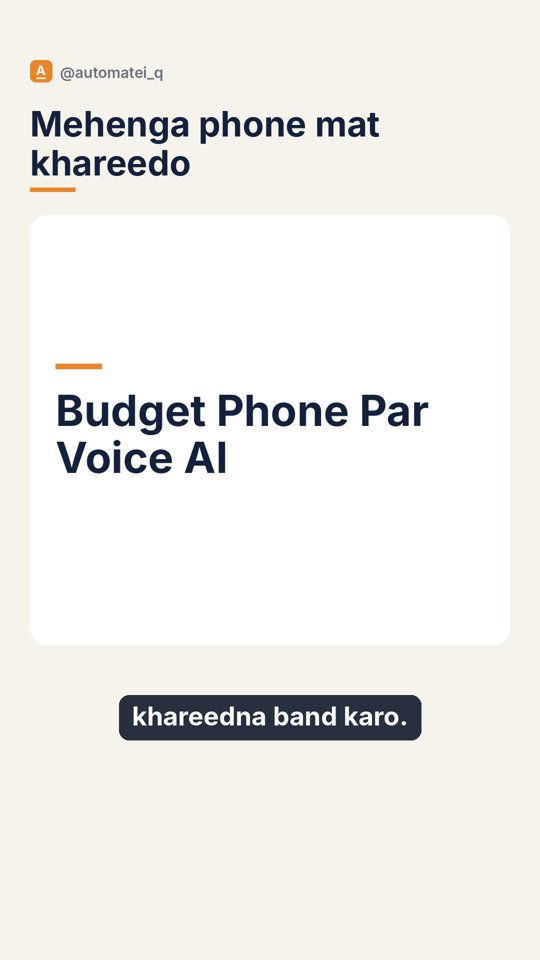 A
@automatei_q
Mehenga phone mat
khareedo
Budget Phone Par
Voice AI
khareedna band karo.